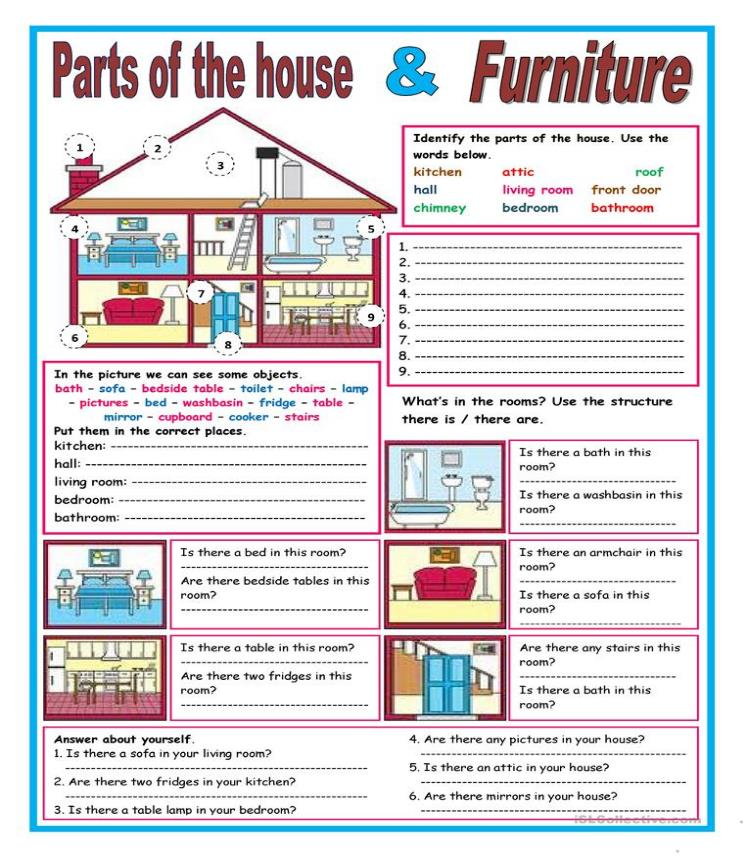 Parts of the house & Furniture
1
2
3
4
5
6
7
8
9
Identify the parts of the house. Use the
words below.
kitchen attic roof
hall living room front door
chimney bedroom bathroom
1. ----------------------------------------
2. ----------------------------------------
3. ----------------------------------------
4. ----------------------------------------
5. ----------------------------------------
6. ----------------------------------------
7. ----------------------------------------
8. ----------------------------------------
9. ----------------------------------------
In the picture we can see some objects.
bath – sofa – bedside table – toilet – chairs – lamp
– pictures – bed – washbasin – fridge – table –
mirror – cupboard – cooker – stairs
Put them in the correct places.
kitchen: ----------------------------------------
hall: ----------------------------------------
living room: ----------------------------------------
bedroom: ----------------------------------------
bathroom: ----------------------------------------
What's in the rooms? Use the structure
there is / there are.
Is there a bath in this
room?
----------------------------------------
Is there a washbasin in this
room?
----------------------------------------
Is there a bed in this room?
----------------------------------------
Are there bedside tables in this
room?
----------------------------------------
Is there an armchair in this
room?
----------------------------------------
Is there a sofa in this
room?
----------------------------------------
Is there a table in this room?
----------------------------------------
Are there two fridges in this
room?
----------------------------------------
Are there any stairs in this
room?
----------------------------------------
Is there a bath in this
room?
Answer about yourself.
1. Is there a sofa in your living room?
----------------------------------------
2. Are there two fridges in your kitchen?
----------------------------------------
3. Is there a table lamp in your bedroom?
4. Are there any pictures in your house?
----------------------------------------
5. Is there an attic in your house?
----------------------------------------
6. Are there mirrors in your house?
----------------------------------------
iSLCollective.com